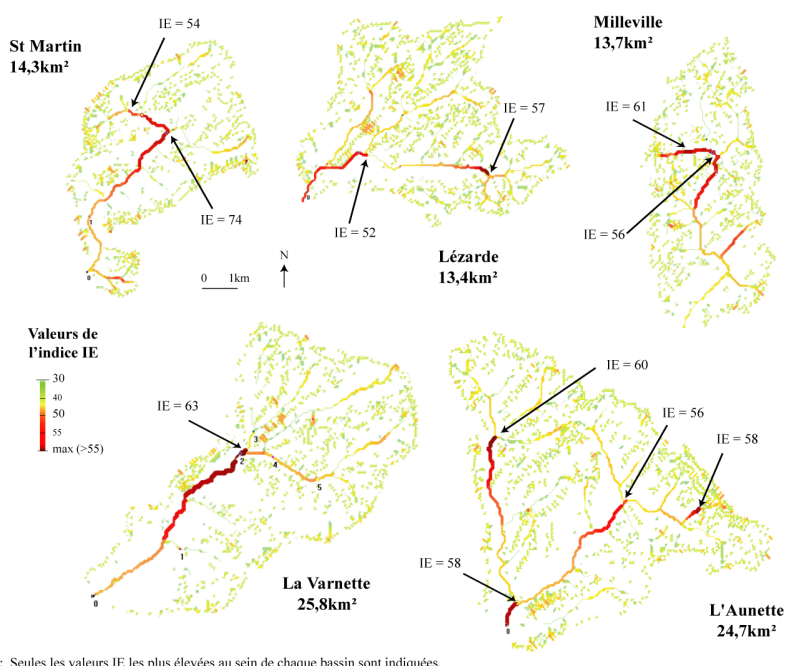 IE = 54
St Martin
14,3km²
IE = 74
1
0
IE = 57
IE = 52
0
Lézarde
13,4km²
0 1km
N
Milleville
13,7km²
IE = 61
IE = 56
Valeurs de
l'indice IE
30
40
50
55
max (>55)
IE = 63
3
2
4
5
1
0
La Varnette
25,8km²
IE = 60
IE = 56
IE = 58
IE = 58
0
L'Aunette
24,7km²
: Seules les valeurs IE les plus élevées au sein de chaque bassin sont indiquées.